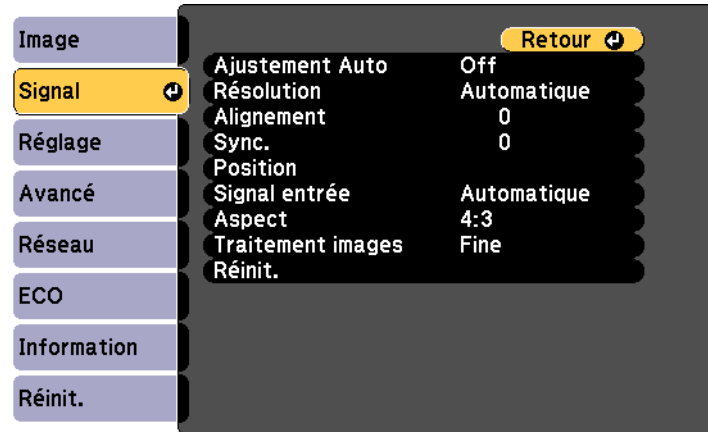 Image
Signal
Réglage
Avancé
Réseau
ECO
Information
Réinit.
Retour
Ajustement Auto Off
Résolution Automatique
Alignement 0
Sync. 0
Position
Signal entrée Automatique
Aspect 4:3
Traitement images Fine
Réinit.